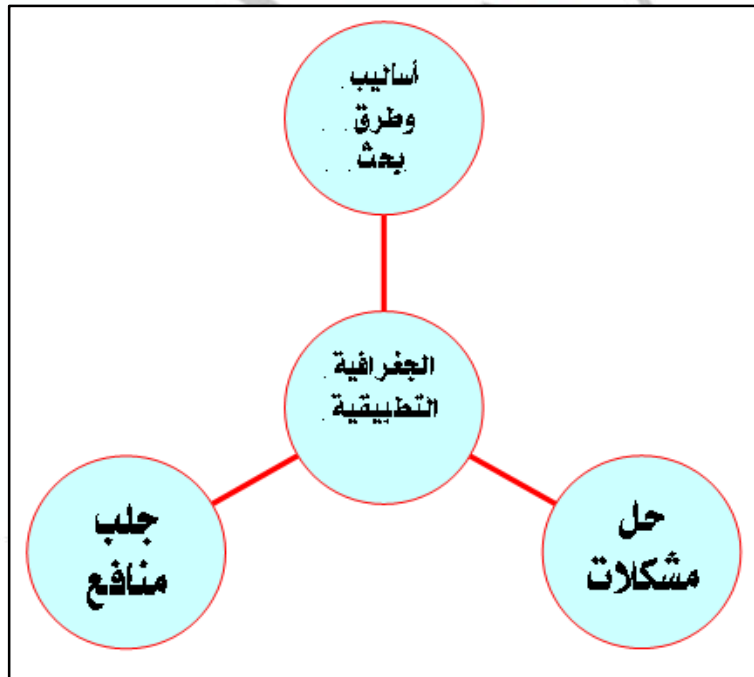 أساليب
وطرق
بحث
الجغرافية
التطبيقية
جلب
منافع
حل
مشكلات